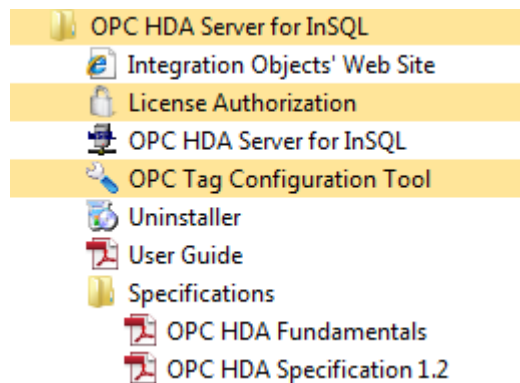 OPC HDA Server for InSQL
Integration Objects' Web Site
License Authorization
OPC HDA Server for InSQL
OPC Tag Configuration Tool
Uninstaller
User Guide
Specifications
OPC HDA Fundamentals
OPC HDA Specification 1.2